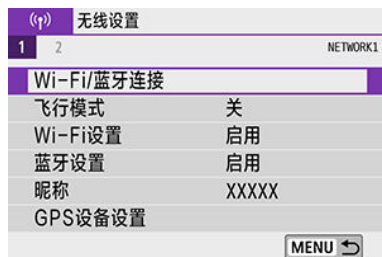 无线设置
1 2 NETWORK1
Wi-Fi/蓝牙连接
飞行模式 关
Wi-Fi设置 启用
蓝牙设置 启用
昵称 XXXXX
GPS设备设置
MENU